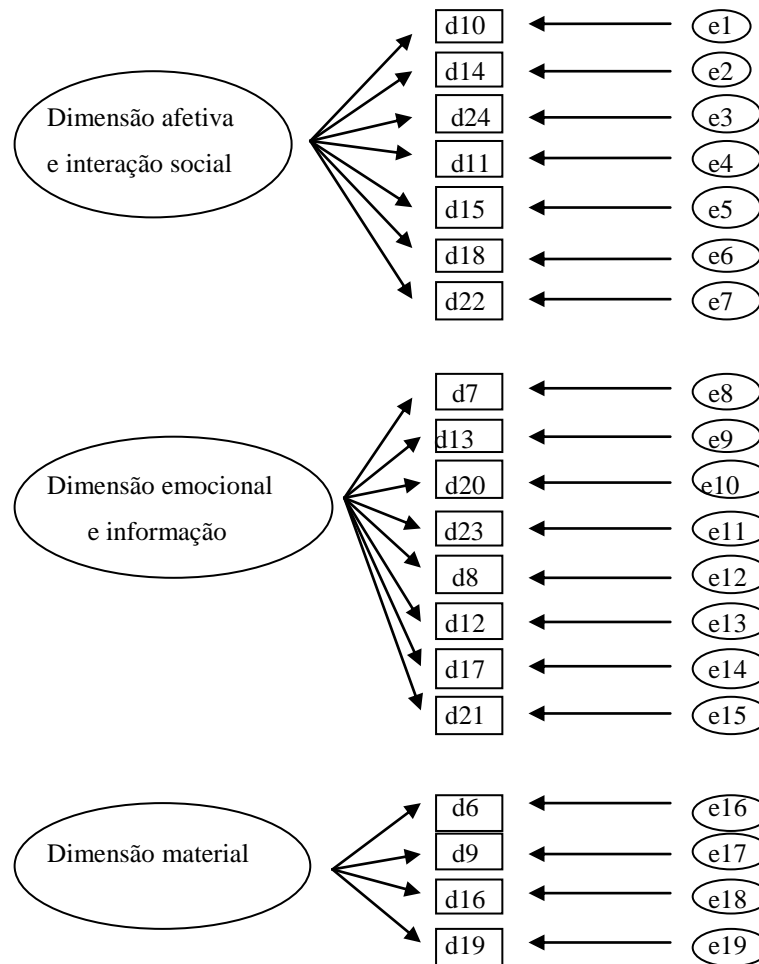 d10 e1
d14 e2
Dimensão afetiva d24 e3
e interação social d11 e4
d15 e5
d18 e6
d22 e7
d7 e8
d13 e9
Dimensão emocional d20 e10
e informação d23 e11
d8 e12
d12 e13
d17 e14
d21 e15
d6 e16
Dimensão material d9 e17
d16 e18
d19 e19